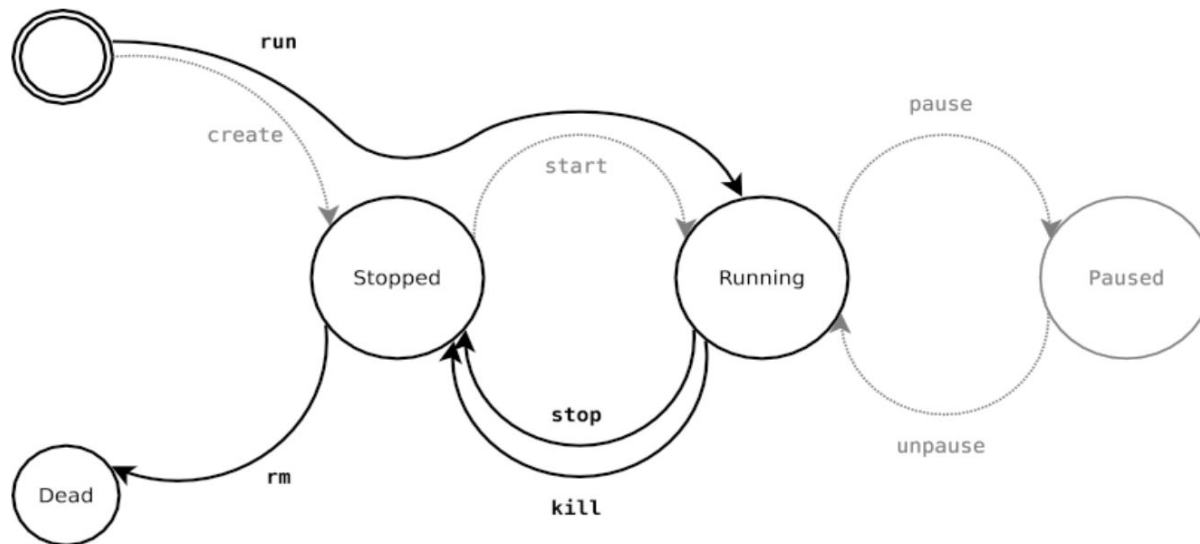 run
pause
create
start
Stopped
Running
Paused
stop
unpause
rm
Dead
kill